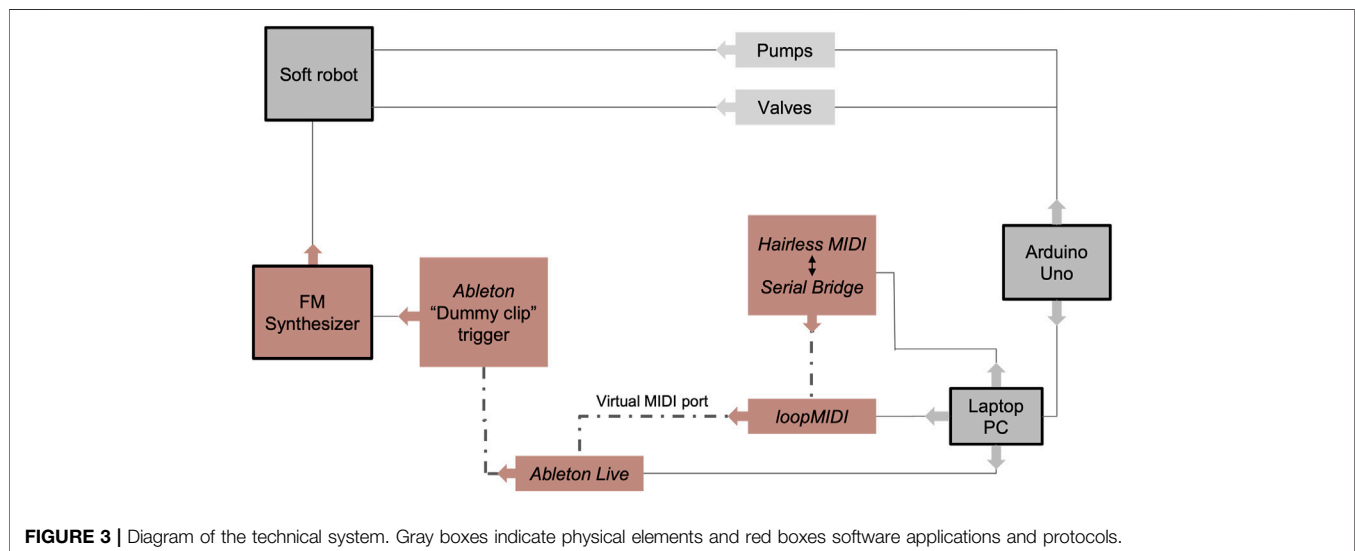 Soft robot
Pumps
Valves
Hairless MIDI
Serial Bridge
Arduino
Uno
FM
Synthesizer
Ableton
“Dummy clip”
trigger
Virtual MIDI port
loopMIDI
Laptop
PC
Ableton Live
FIGURE 3 | Diagram of the technical system. Gray boxes indicate physical elements and red boxes software applications and protocols.